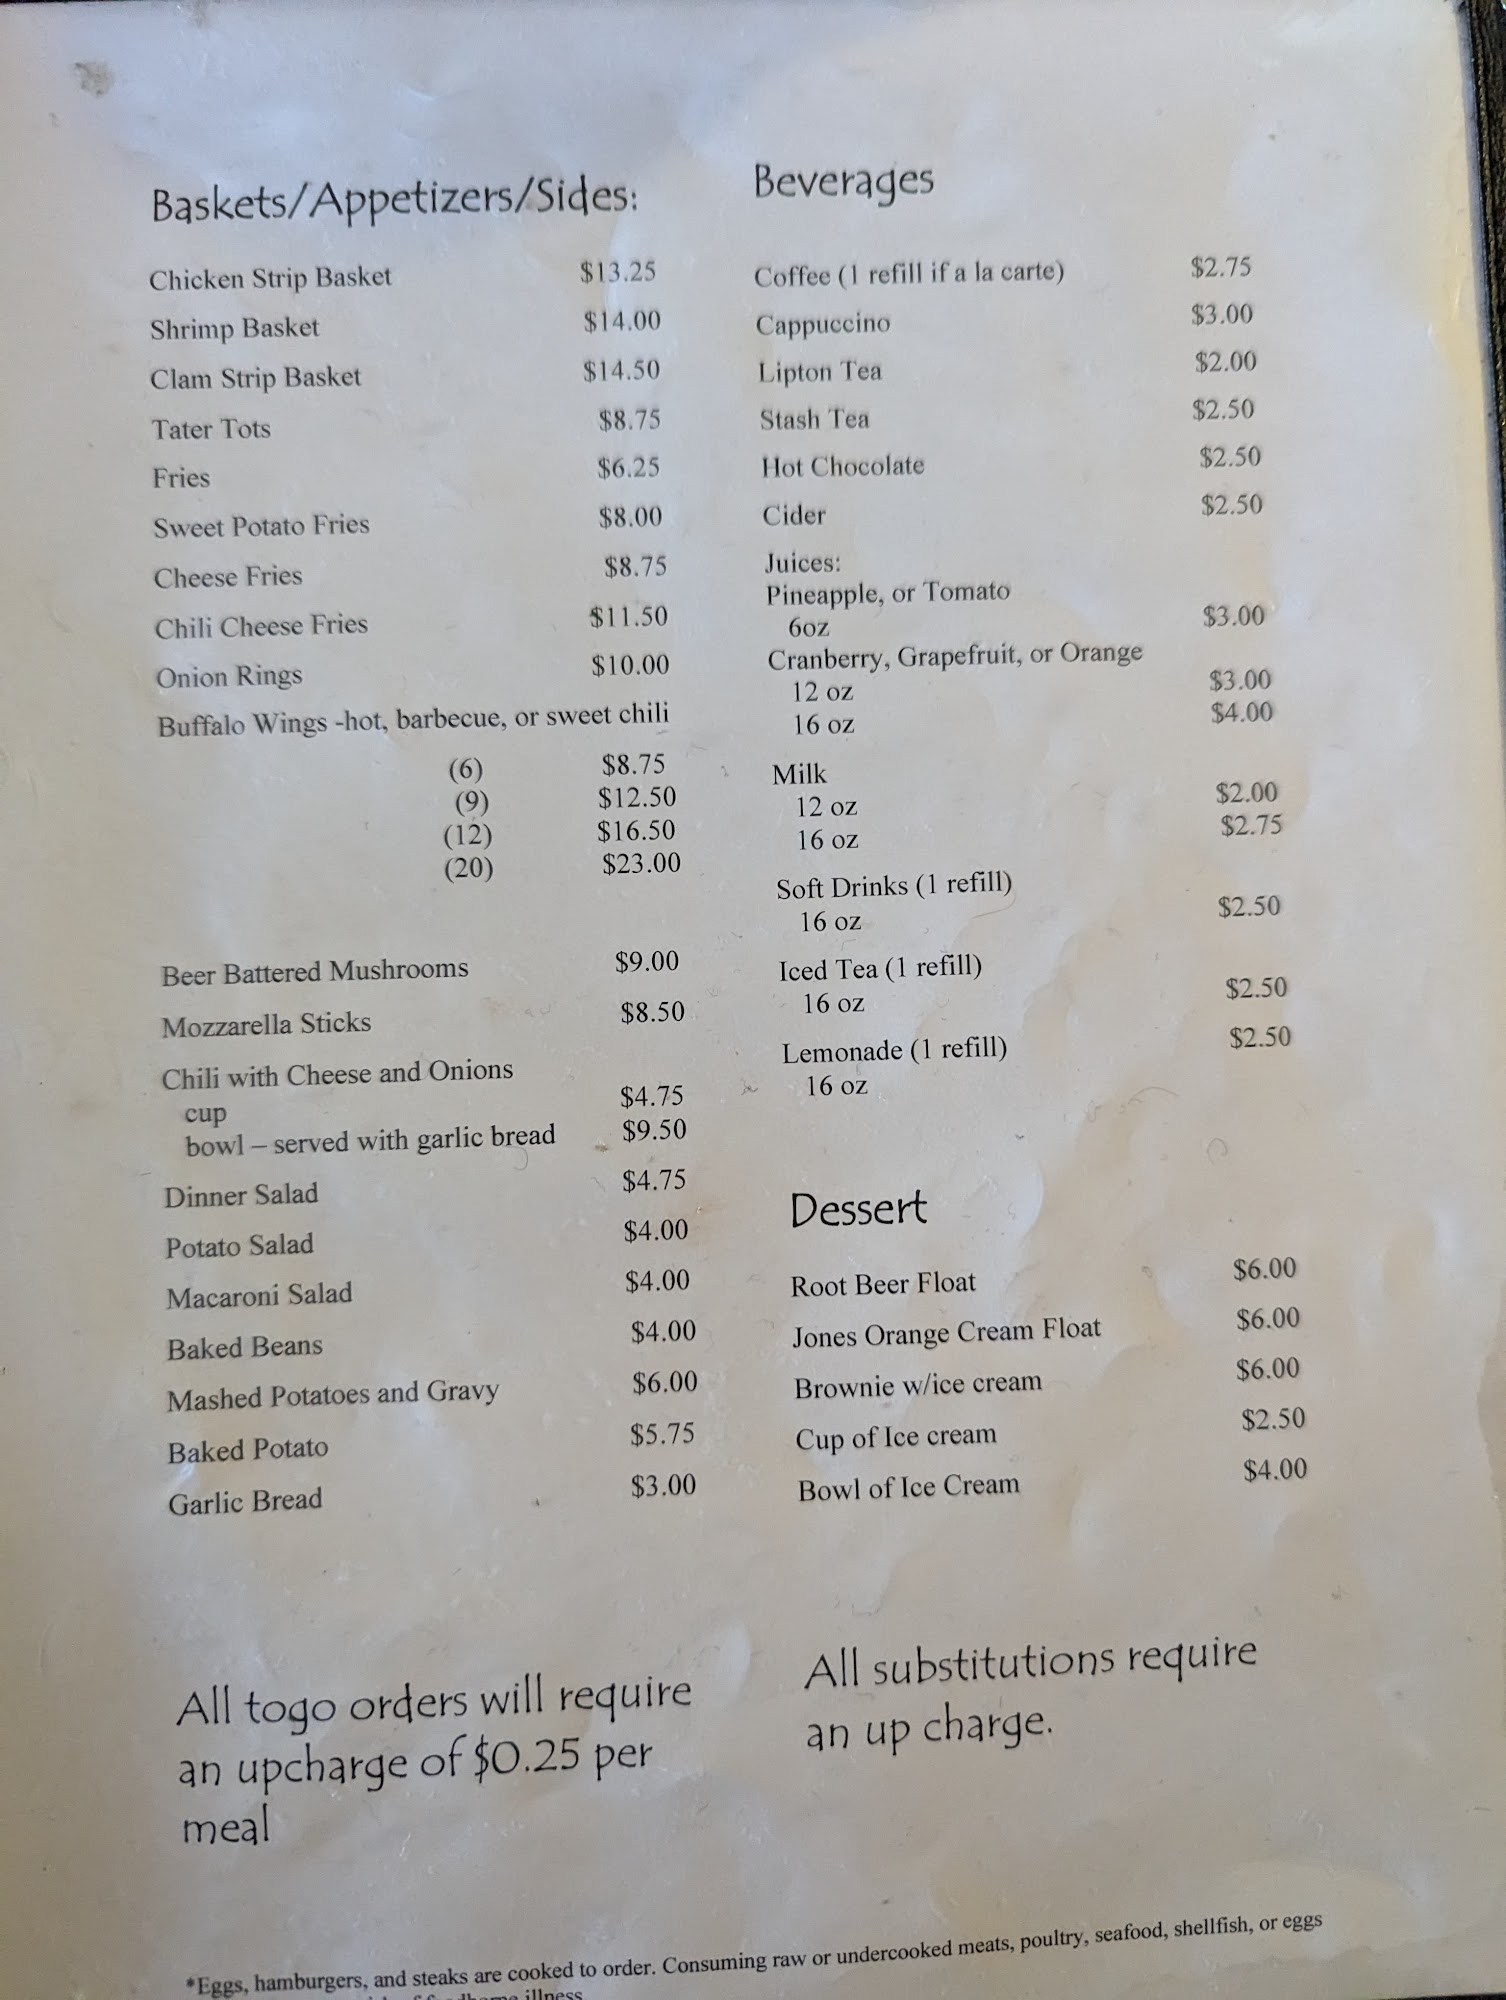 Baskets/Appetizers/Sides:
Chicken Strip Basket $13.25
Shrimp Basket $14.00
Clam Strip Basket $14.50
Tater Tots $8.75
Fries $6.25
Sweet Potato Fries $8.00
Cheese Fries $8.75
Chili Cheese Fries $11.50
Onion Rings $10.00
Buffalo Wings -hot, barbecue, or sweet chili
(6) $8.75
(9) $12.50
(12) $16.50
(20) $23.00
Beer Battered Mushrooms $9.00
Mozzarella Sticks $8.50
Chili with Cheese and Onions
cup $4.75
bowl – served with garlic bread $9.50
Dinner Salad $4.75
Potato Salad $4.00
Macaroni Salad $4.00
Baked Beans $4.00
Mashed Potatoes and Gravy $6.00
Baked Potato $5.75
Garlic Bread $3.00
All togo orders will require
an upcharge of $0.25 per
meal
Beverages
Coffee (1 refill if a la carte) $2.75
Cappuccino $3.00
Lipton Tea $2.00
Stash Tea $2.50
Hot Chocolate $2.50
Cider $2.50
Juices:
Pineapple, or Tomato
6oz $3.00
Cranberry, Grapefruit, or Orange
12 oz $3.00
16 oz $4.00
Milk
12 oz $2.00
16 oz $2.75
Soft Drinks (1 refill)
16 oz $2.50
Iced Tea (1 refill)
16 oz $2.50
Lemonade (1 refill) $2.50
16 oz
Dessert
Root Beer Float $6.00
Jones Orange Cream Float $6.00
Brownie w/ice cream $6.00
Cup of Ice cream $2.50
Bowl of Ice Cream $4.00
All substitutions require
an up charge.
*Eggs, hamburgers, and steaks are cooked to order. Consuming raw or undercooked meats, poultry, seafood, shellfish, or eggs
illness